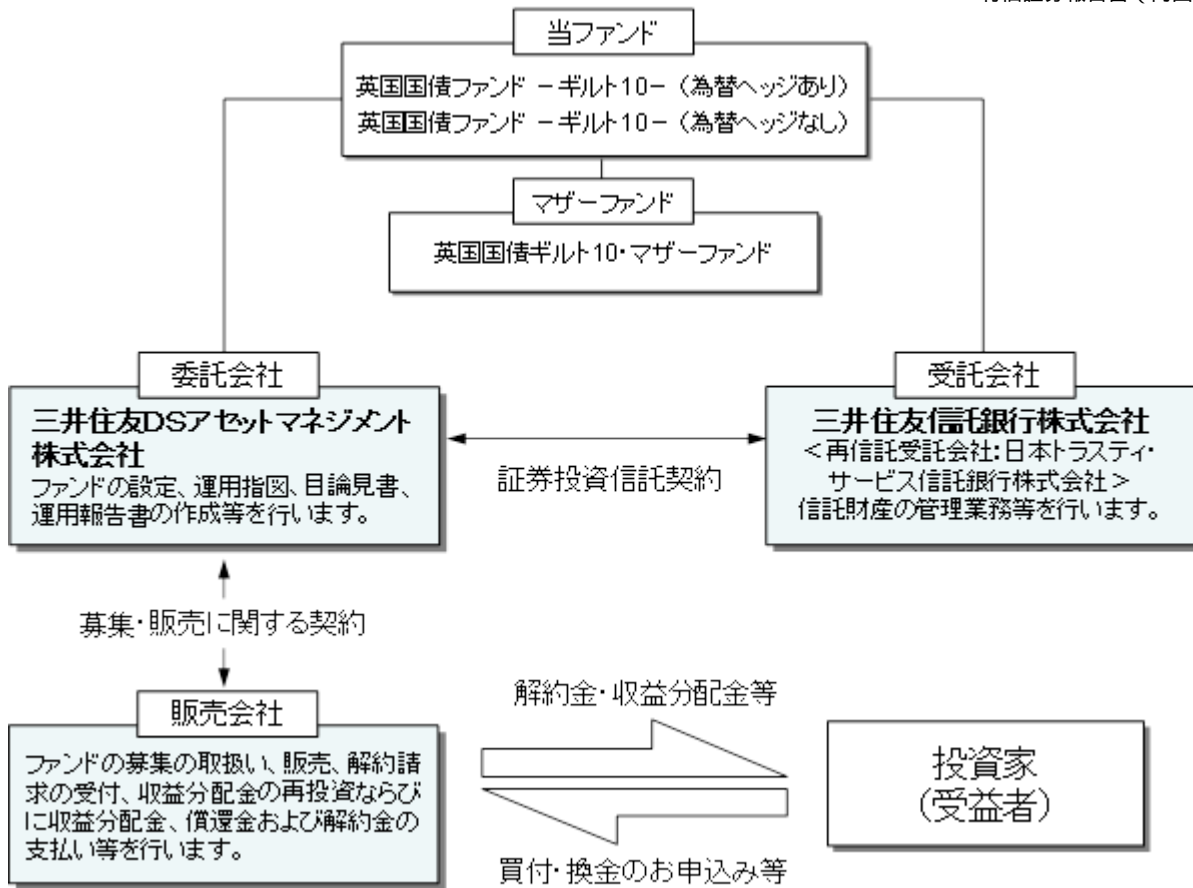 当ファンド
英国国債ファンド －ギルト10－（為替ヘッジあり）
英国国債ファンド －ギルト10－（為替ヘッジなし）
マザーファンド
英国国債ギルト10・マザーファンド
委託会社
三井住友DSアセットマネジメント
株式会社
ファンドの設定、運用指図、目論見書、
運用報告書の作成等を行います。
証券投資信託契約
受託会社
三井住友信託銀行株式会社
＜再信託受託会社：日本トラスティ・
サービス信託銀行株式会社＞
信託財産の管理業務等を行います。
募集・販売に関する契約
販売会社
ファンドの募集の取扱い、販売、解約請
求の受付、収益分配金の再投資ならび
に収益分配金、償還金および解約金の
支払い等を行います。
解約金・収益分配金等
買付・換金のお申込み等
投資家
（受益者）